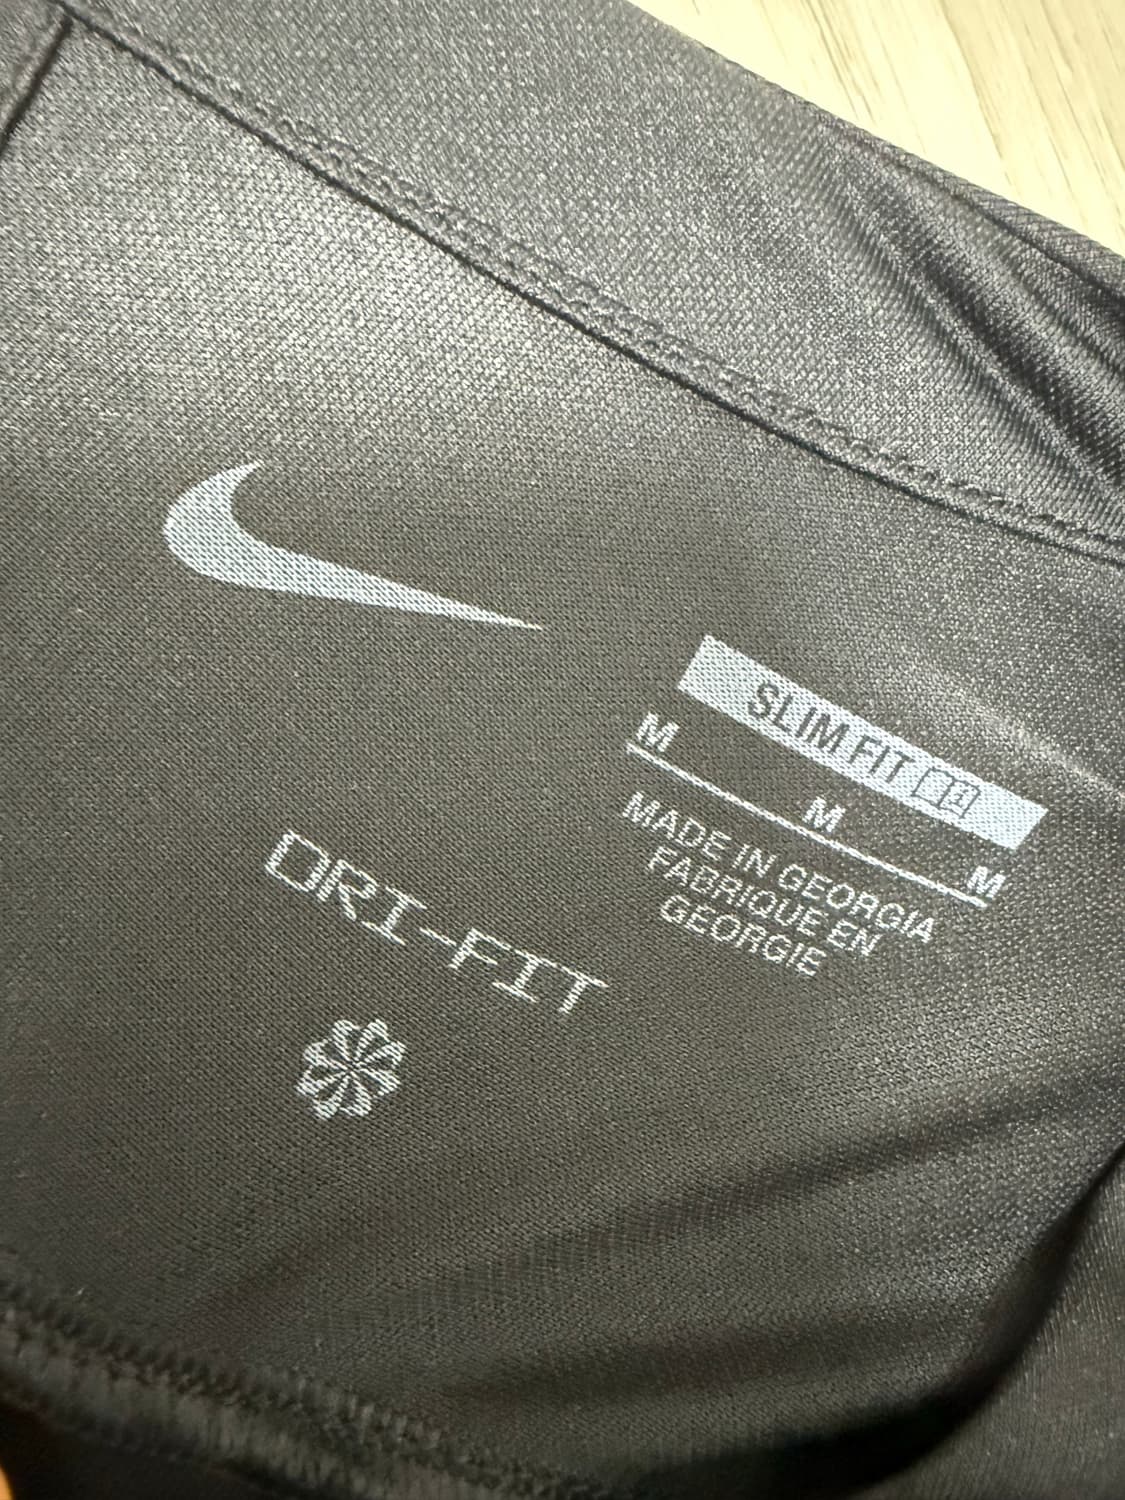 SLIM FIT
M M M
MADE IN GEORGIA
FABRIQUE EN
GEORGIE
DRI-FIT